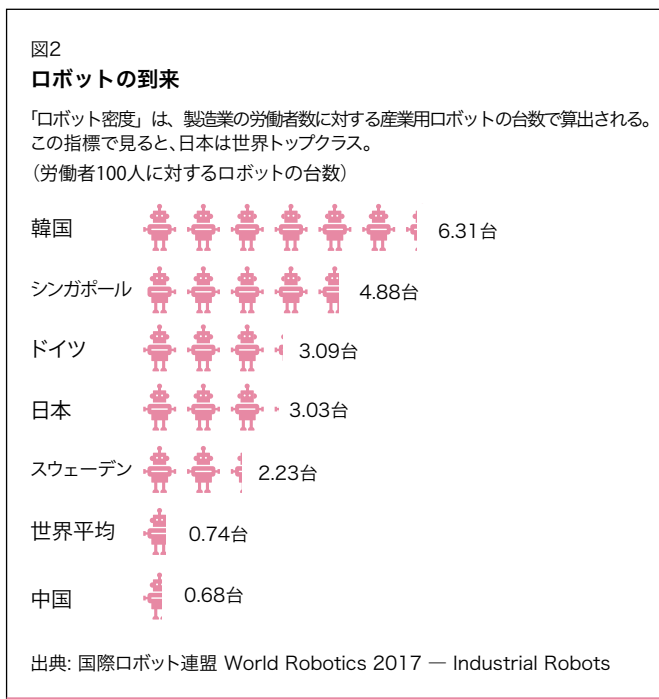 図2
ロボットの到来
「ロボット密度」は、製造業の労働者数に対する産業用ロボットの台数で算出される。
この指標で見ると、日本は世界トップクラス。
（労働者100人に対するロボットの台数）
韓国 6.31台
シンガポール 4.88台
ドイツ 3.09台
日本 3.03台
スウェーデン 2.23台
世界平均 0.74台
中国 0.68台
出典: 国際ロボット連盟 World Robotics 2017 — Industrial Robots